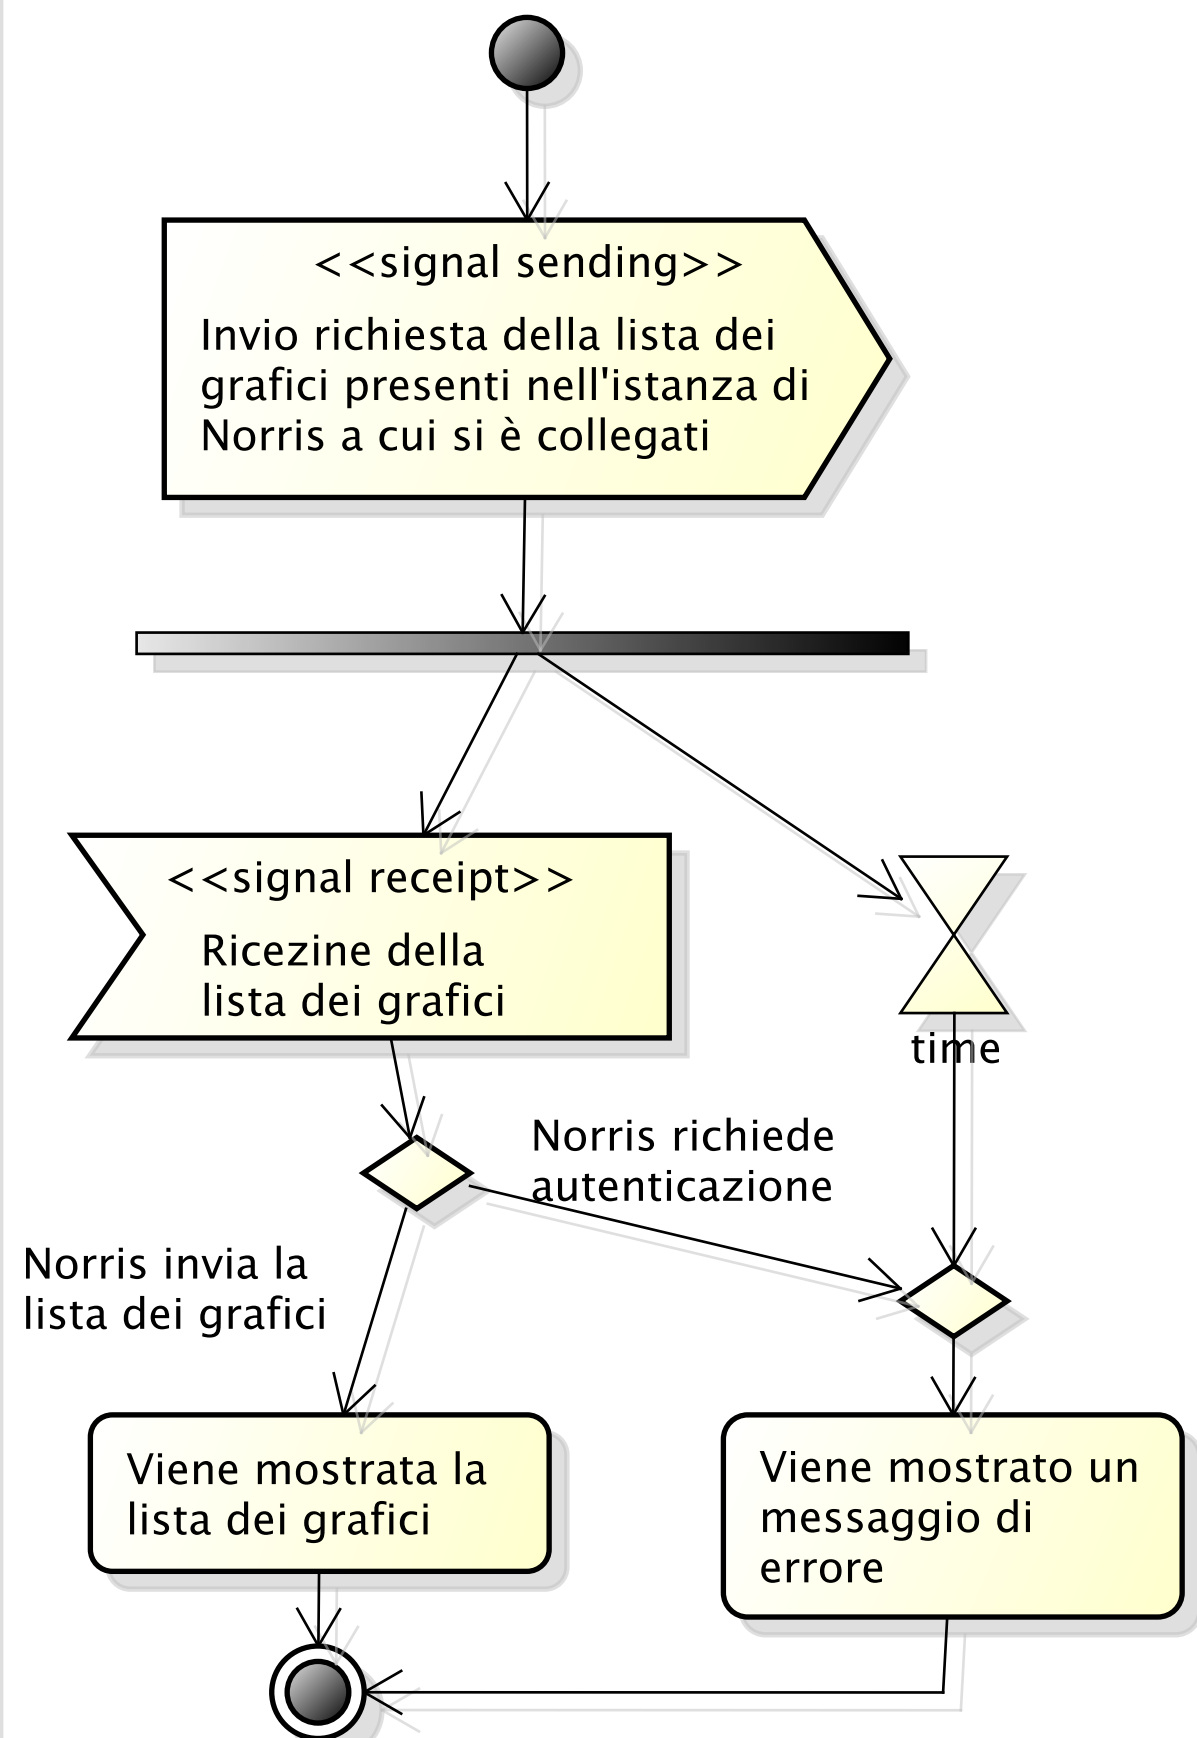 <<signal sending>>
Invio richiesta della lista dei
grafici presenti nell'istanza di
Norris a cui si è collegati
<<signal receipt>>
Ricezine della
lista dei grafici
time
Norris richiede
autenticazione
Norris invia la
lista dei grafici
Viene mostrata la
lista dei grafici
Viene mostrato un
messaggio di
errore